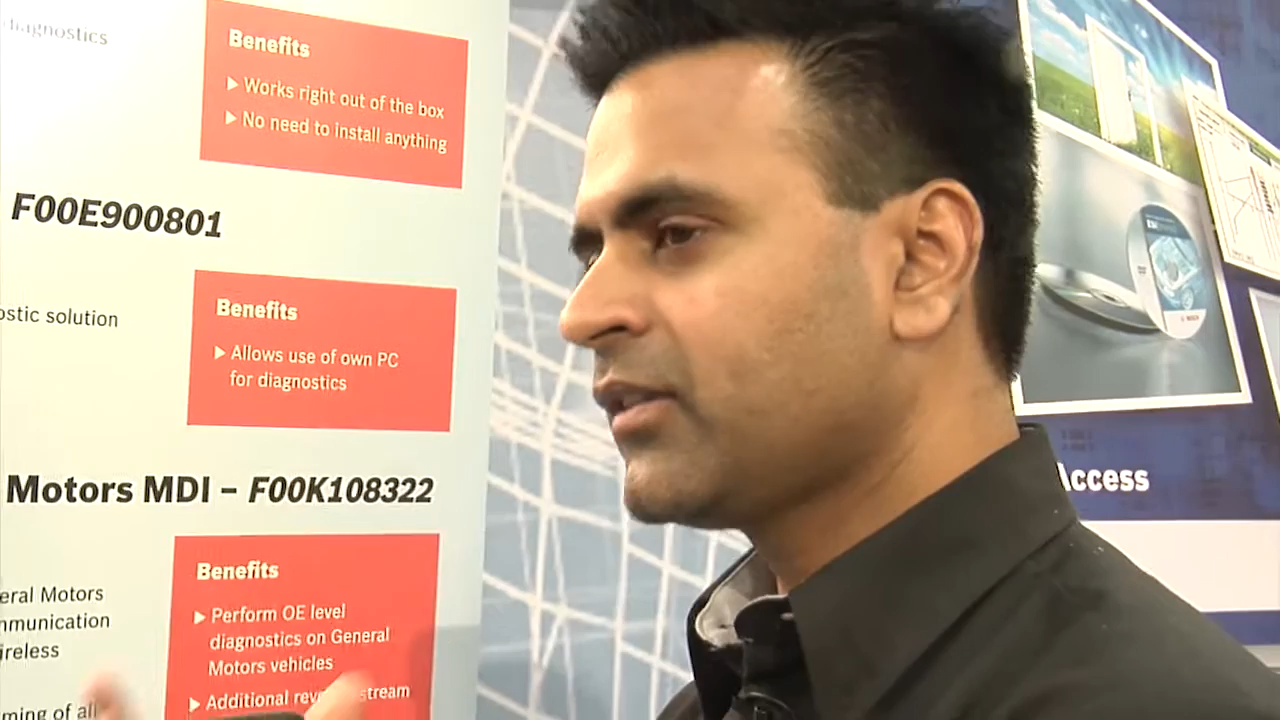 diagnostics
Benefits
▶ Works right out of the box
▶ No need to install anything
F00E900801
ostic solution
Benefits
▶ Allows use of own PC
for diagnostics
Motors MDI – F00K108322
eral Motors
mmunication
ireless
ming of all
Benefits
▶ Perform OE level
diagnostics on General
Motors vehicles
▶ Additional stream
Access
BOSCH